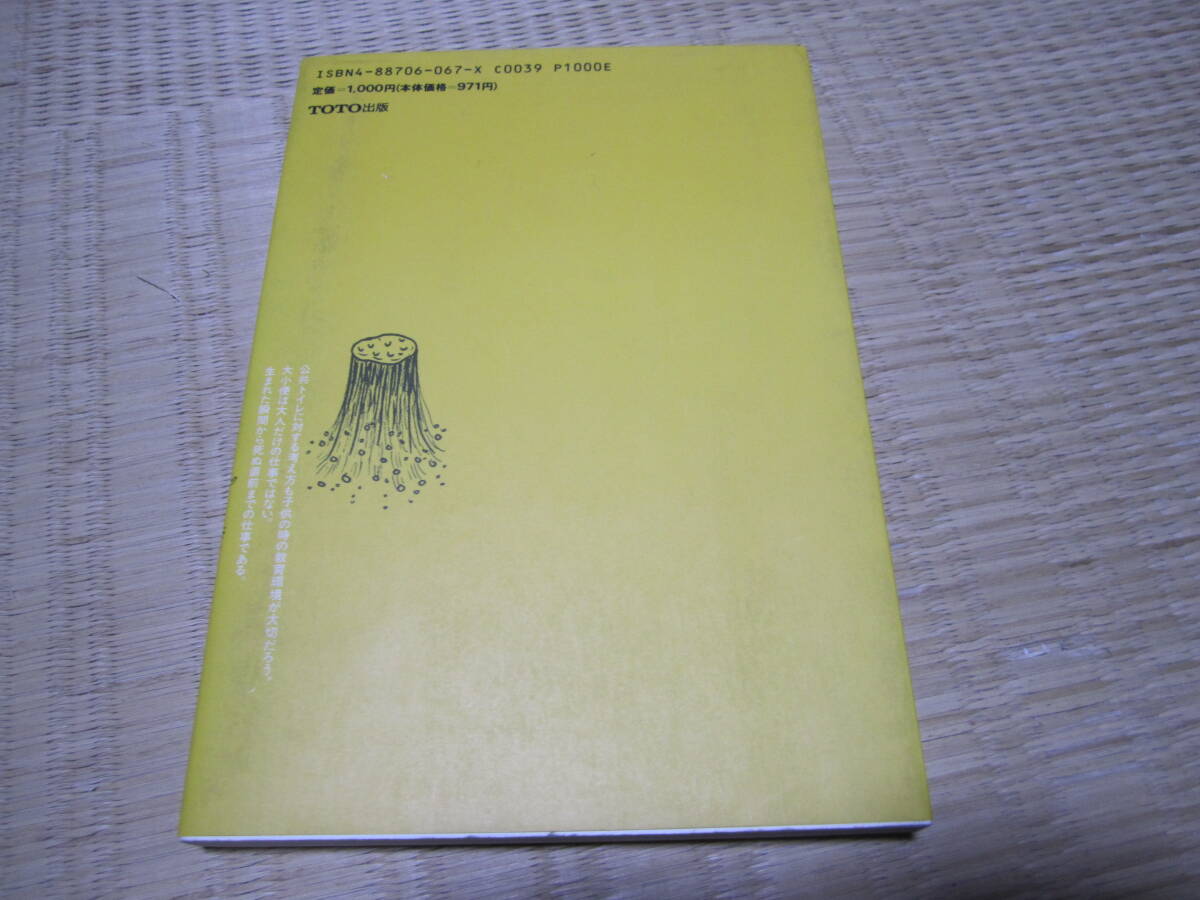 ISBN4-88706-067-X C0039 P1000E
定価=1,000円(本体価格=971円)
TOTO出版
公共トイレに対する考え方も子供の時の教育環境が大切だろう。
大小便は大人だけの仕事ではない。
生まれた瞬間から死ぬ直前までの仕事である。